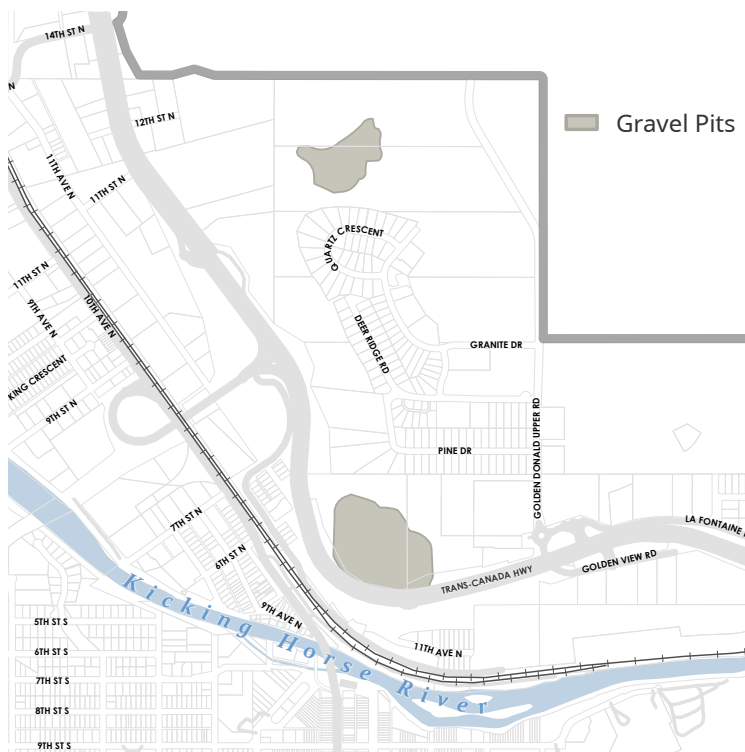 14TH ST N
N
12TH ST N
Gravel Pits
11TH AVE N
11TH ST N
QUARTZ CRESCENT
11TH ST N
9TH AVE N
10TH AVE N
DEER RIDGE RD
GRANITE DR
KING CRESCENT
9TH ST N
GOLDEN DONALD UPPER RD
PINE DR
7TH ST N
6TH ST N
LA FONTAINE
GOLDEN VIEW RD
TRANS-CANADA HWY
Kicking Horse River
9TH AVE N
5TH ST S
11TH AVE N
6TH ST S
7TH ST S
8TH ST S
9TH ST S